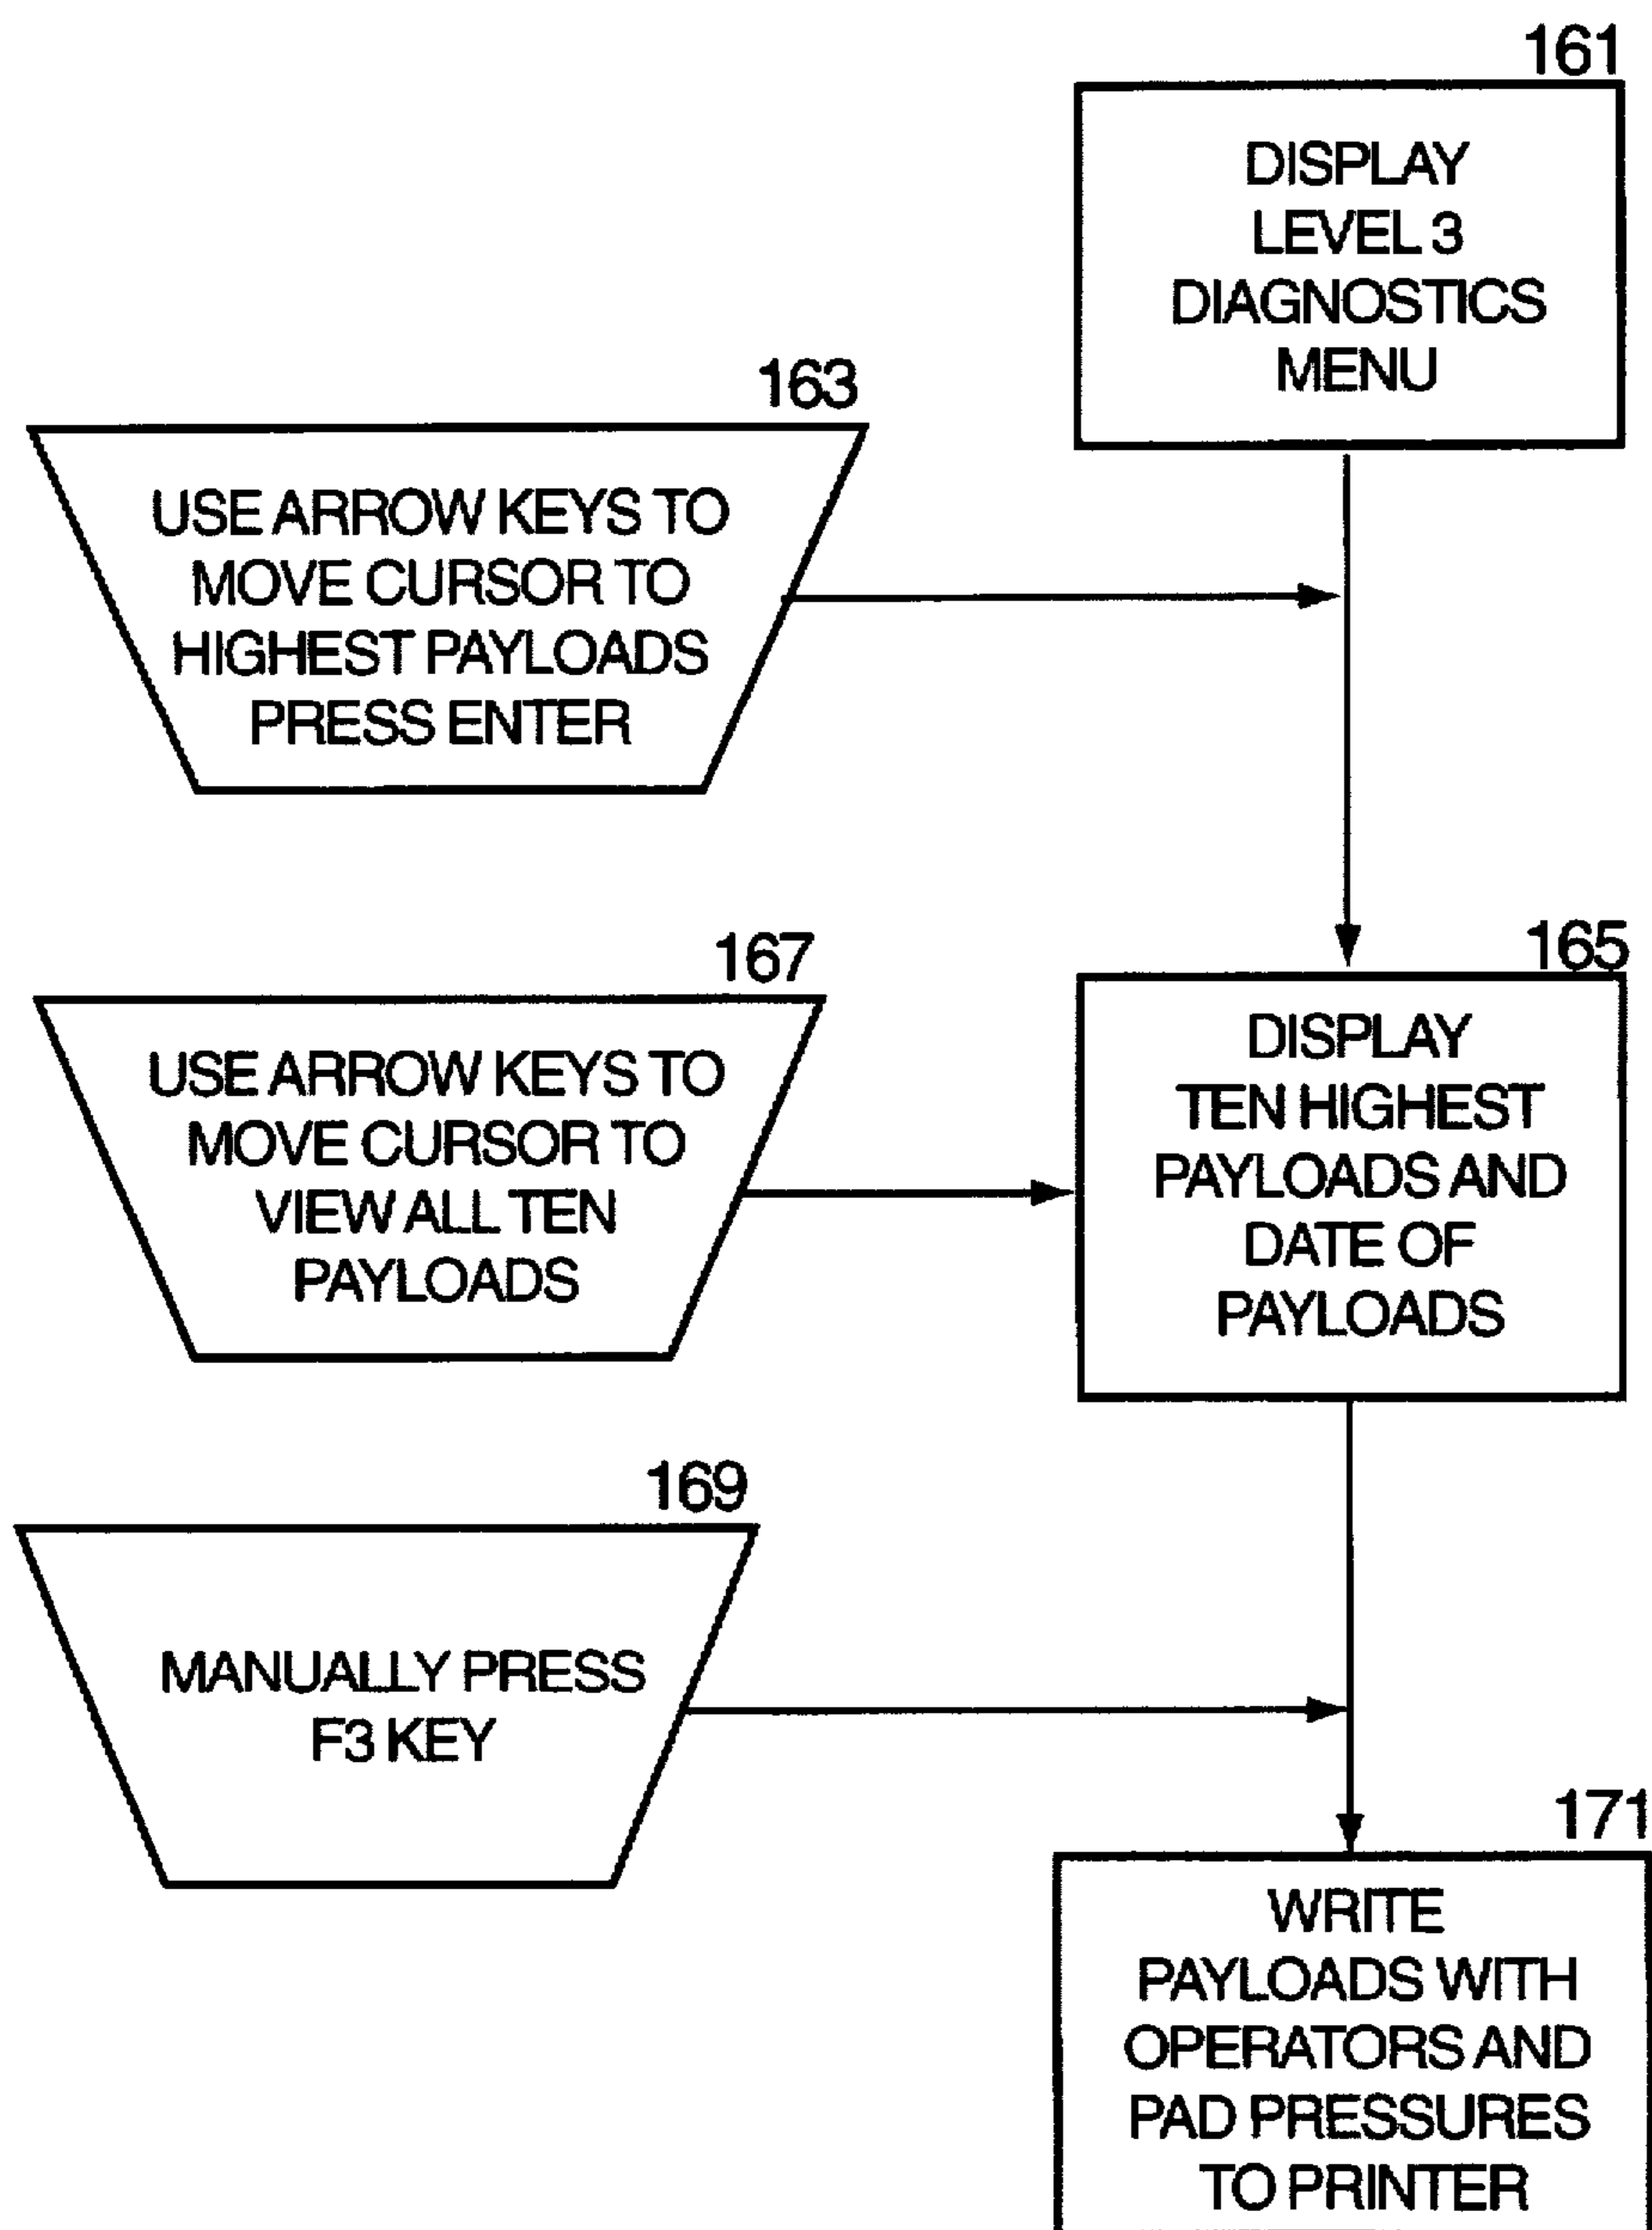 161
DISPLAY
LEVEL 3
DIAGNOSTICS
MENU
163
USE ARROW KEYS TO
MOVE CURSOR TO
HIGHEST PAYLOADS
PRESS ENTER
165
DISPLAY
TEN HIGHEST
PAYLOADS AND
DATE OF
PAYLOADS
167
USE ARROW KEYS TO
MOVE CURSOR TO
VIEW ALL TEN
PAYLOADS
169
MANUALLY PRESS
F3 KEY
171
WRITE
PAYLOADS WITH
OPERATORS AND
PAD PRESSURES
TO PRINTER